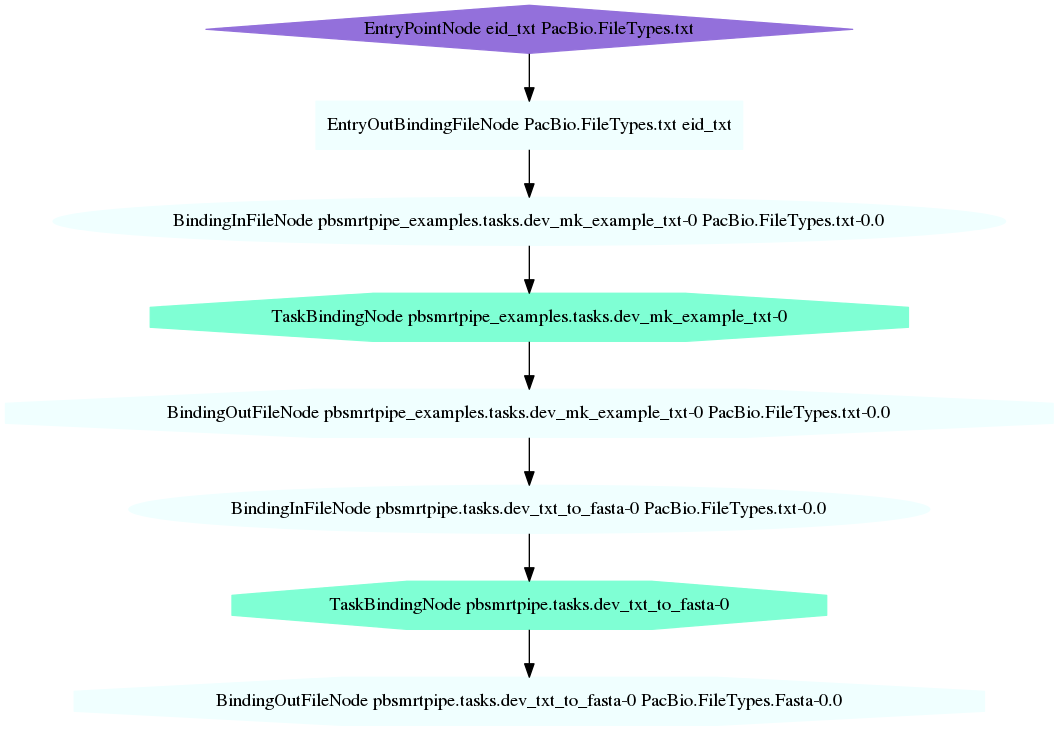 EntryPointNode eid_txt PacBio.FileTypes.txt
EntryOutBindingFileNode PacBio.FileTypes.txt eid_txt
BindingInFileNode pbsmrtpipe_examples.tasks.dev_mk_example_txt-0 PacBio.FileTypes.txt-0.0
TaskBindingNode pbsmrtpipe_examples.tasks.dev_mk_example_txt-0
BindingOutFileNode pbsmrtpipe_examples.tasks.dev_mk_example_txt-0 PacBio.FileTypes.txt-0.0
BindingInFileNode pbsmrtpipe.tasks.dev_txt_to_fasta-0 PacBio.FileTypes.txt-0.0
TaskBindingNode pbsmrtpipe.tasks.dev_txt_to_fasta-0
BindingOutFileNode pbsmrtpipe.tasks.dev_txt_to_fasta-0 PacBio.FileTypes.Fasta-0.0